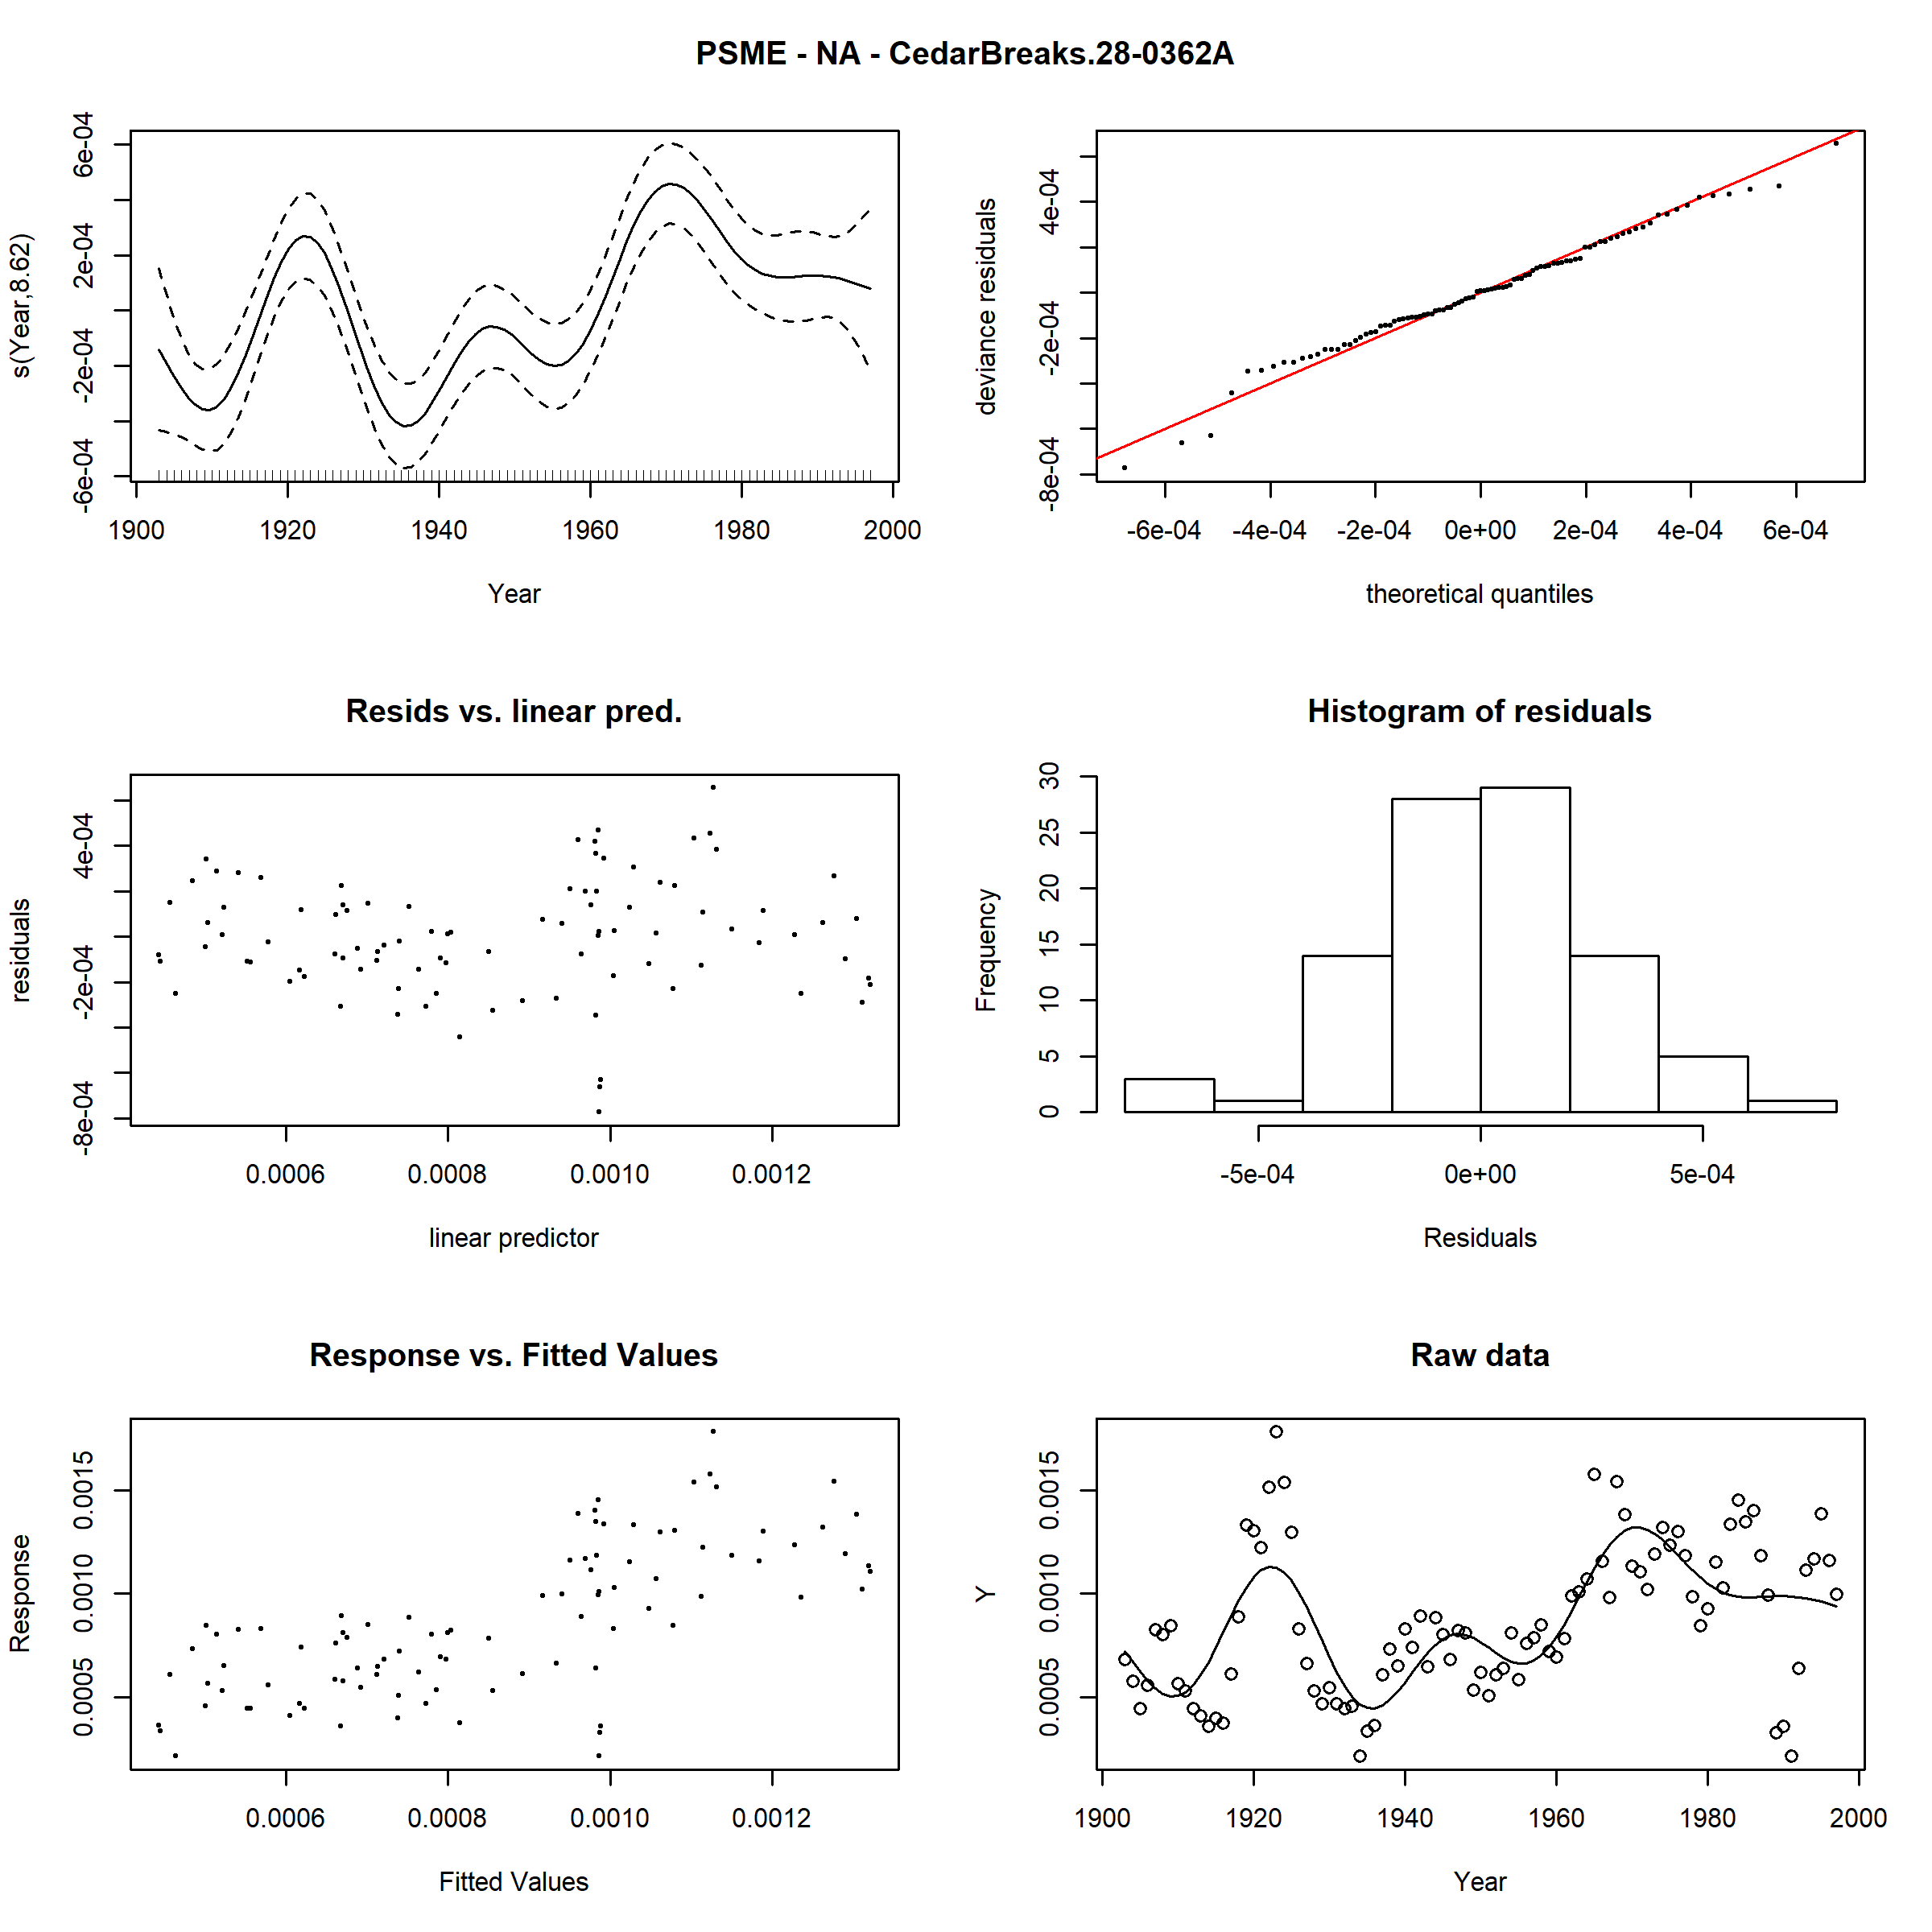 PSME - NA - CedarBreaks.28-0362A
s(Year,8.62)
-6e-04 -2e-04 2e-04 6e-04
1900 1920 1940 1960 1980 2000
Year
deviance residuals
-8e-04 -2e-04 4e-04
-6e-04 -4e-04 -2e-04 0e+00 2e-04 4e-04 6e-04
theoretical quantiles
Resids vs. linear pred.
residuals
-8e-04 -2e-04 4e-04
0.0006 0.0008 0.0010 0.0012
linear predictor
Histogram of residuals
Frequency
0 5 10 15 20 25 30
-5e-04 0e+00 5e-04
Residuals
Response vs. Fitted Values
Response
0.0005 0.0010 0.0015
0.0006 0.0008 0.0010 0.0012
Fitted Values
Raw data
Y
0.0005 0.0010 0.0015
1900 1920 1940 1960 1980 2000
Year